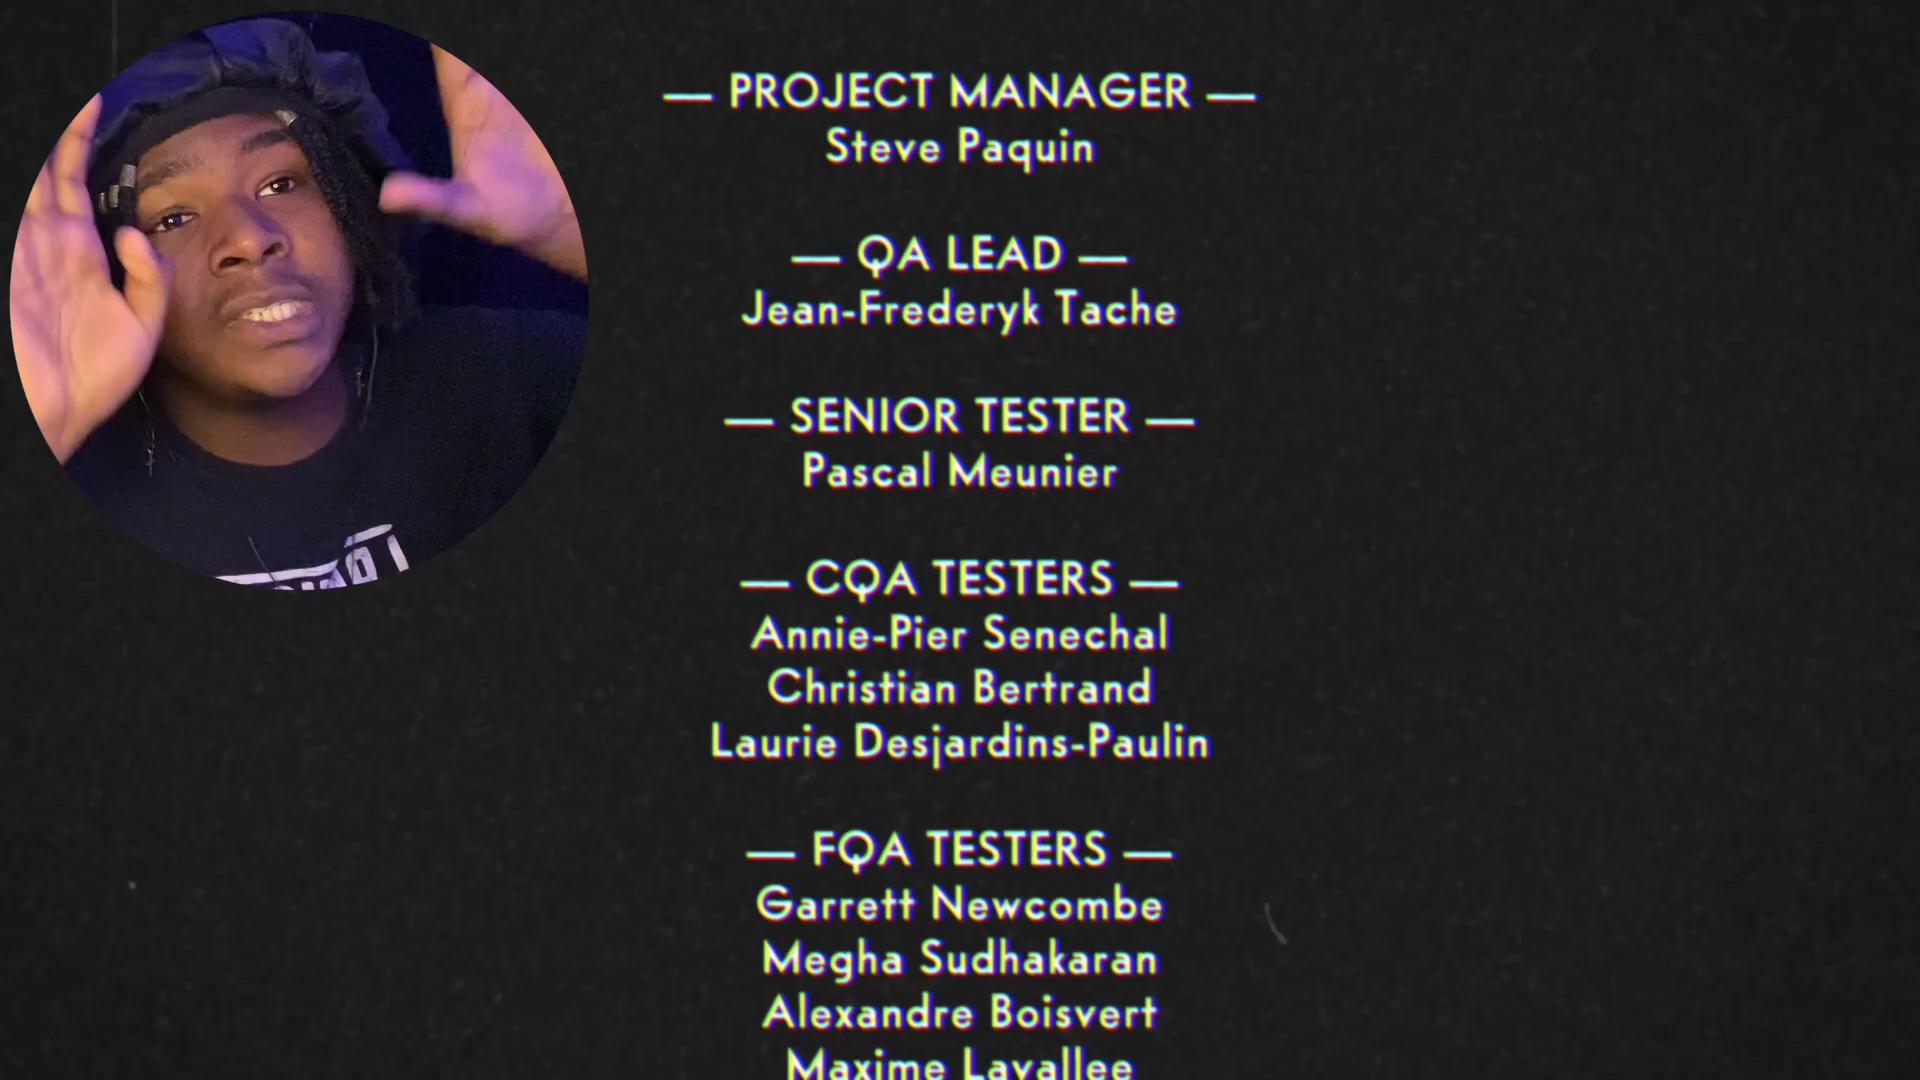 — PROJECT MANAGER —
Steve Paquin
— QA LEAD —
Jean-Frederyk Tache
— SENIOR TESTER —
Pascal Meunier
— CQA TESTERS —
Annie-Pier Senechal
Christian Bertrand
Laurie Desjardins-Paulin
— FQA TESTERS —
Garrett Newcombe
Megha Sudhakaran
Alexandre Boisvert
Maxime Lavallee